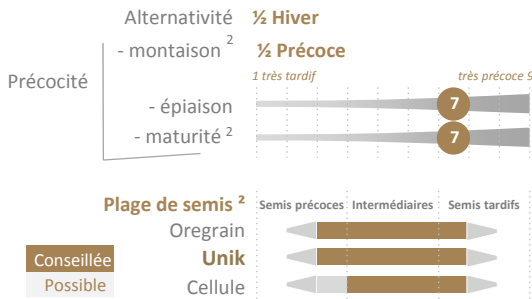 Alternativité ½ Hiver
- montaison ² ½ Précoce
1 très tardif très précoce 9
Précocité
- épiaison 7
- maturité ² 7
Plage de semis ² Semis précoces Intermédiaires Semis tardifs
Oregrain
Conseillée Unik
Possible Cellule